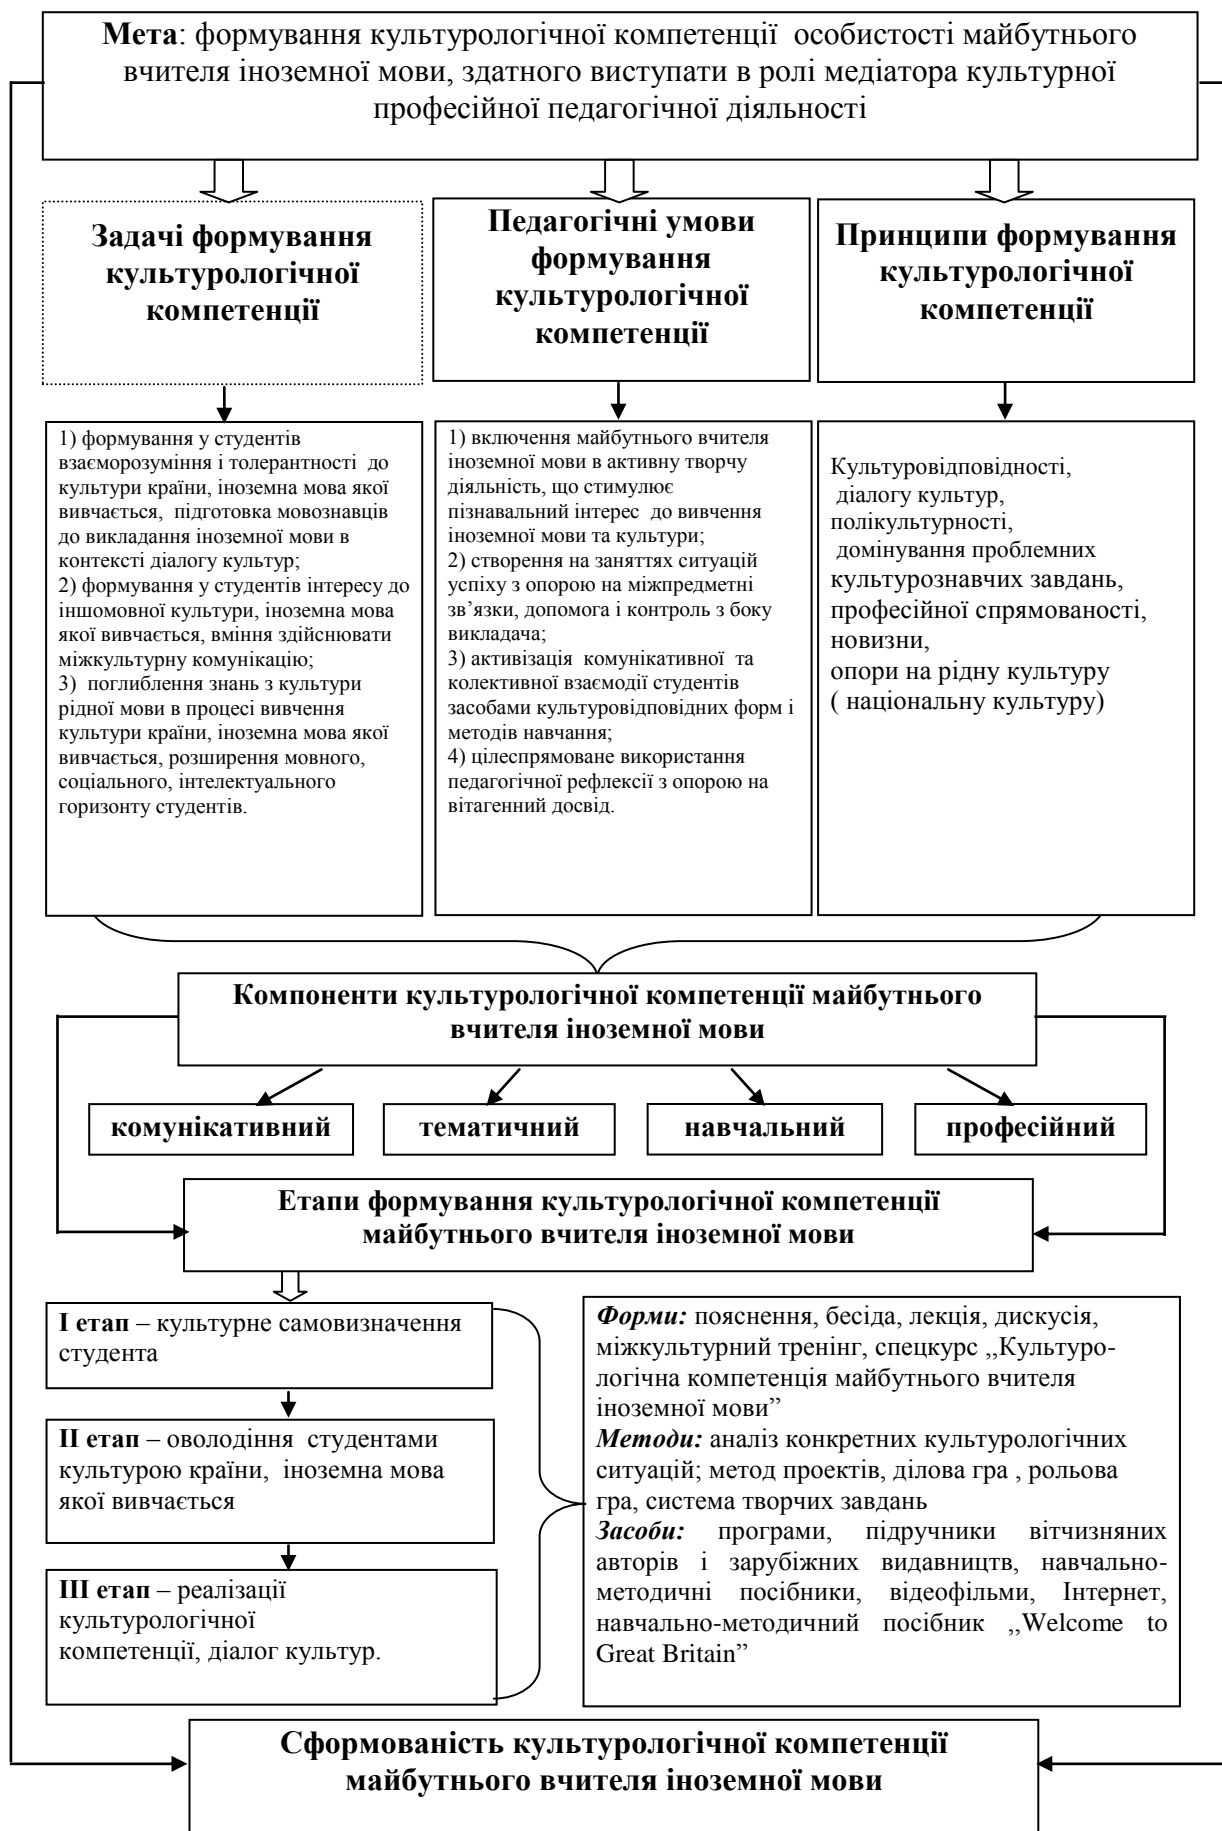 Мета: формування культурологічної компетенції особистості майбутнього
вчителя іноземної мови, здатного виступати в ролі медіатора культурної
професійної педагогічної діяльності
Задачі формування
культурологічної
компетенції
Педагогічні умови
формування
культурологічної
компетенції
Принципи формування
культурологічної
компетенції
1) формування у студентів
взаєморозуміння і толерантності до
культури країни, іноземна мова якої
вивчається, підготовка мовознавців
до викладання іноземної мови в
контексті діалогу культур;
2) формування у студентів інтересу до
іншомовної культури, іноземна мова
якої вивчається, вміння здійснювати
міжкультурну комунікацію;
3) поглиблення знань з культури
рідної мови в процесі вивчення
культури країни, іноземна мова якої
вивчається, розширення мовного,
соціального, інтелектуального
горизонту студентів.
1) включення майбутнього вчителя
іноземної мови в активну творчу
діяльність, що стимулює
пізнавальний інтерес до вивчення
іноземної мови та культури;
2) створення на заняттях ситуацій
успіху з опорою на міжпредметні
зв’язки, допомога і контроль з боку
викладача;
3) активізація комунікативної та
колективної взаємодії студентів
засобами культуровідповідних форм і
методів навчання;
4) цілеспрямоване використання
педагогічної рефлексії з опорою на
вітагенний досвід.
Культуровідповідності,
діалогу культур,
полікультурності,
домінування проблемних
культурознавчих завдань,
професійної спрямованості,
новизни,
опори на рідну культуру
( національну культуру)
Компоненти культурологічної компетенції майбутнього
вчителя іноземної мови
комунікативний
тематичний
навчальний
професійний
Етапи формування культурологічної компетенції
майбутнього вчителя іноземної мови
І етап – культурне самовизначення
студента
ІІ етап – оволодіння студентами
культурою країни, іноземна мова
якої вивчається
ІІІ етап – реалізації
культурологічної
компетенції, діалог культур.
Форми: пояснення, бесіда, лекція, дискусія,
міжкультурний тренінг, спецкурс ,,Культуро-
логічна компетенція майбутнього вчителя
іноземної мови”
Методи: аналіз конкретних культурологічних
ситуацій; метод проектів, ділова гра , рольова
гра, система творчих завдань
Засоби: програми, підручники вітчизняних
авторів і зарубіжних видавництв, навчально-
методичні посібники, відеофільми, Інтернет,
навчально-методичний посібник ,,Welcome to
Great Britain”
Сформованість культурологічної компетенції
майбутнього вчителя іноземної мови